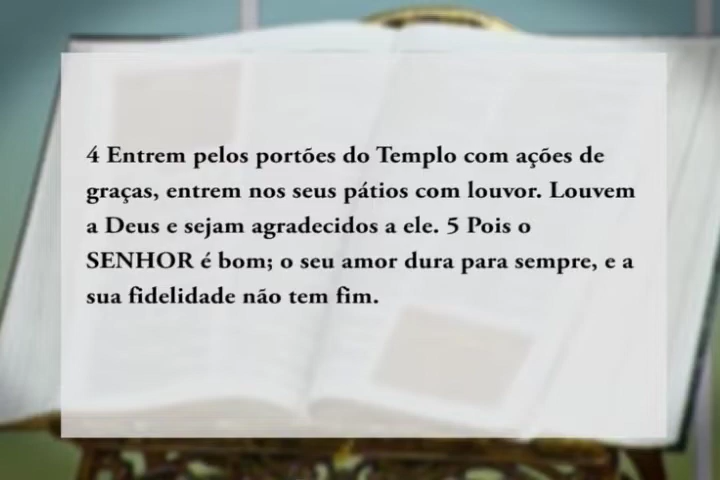 4 Entrem pelos portões do Templo com ações de
graças, entrem nos seus pátios com louvor. Louvem
a Deus e sejam agradecidos a ele. 5 Pois o
SENHOR é bom; o seu amor dura para sempre, e a
sua fidelidade não tem fim.